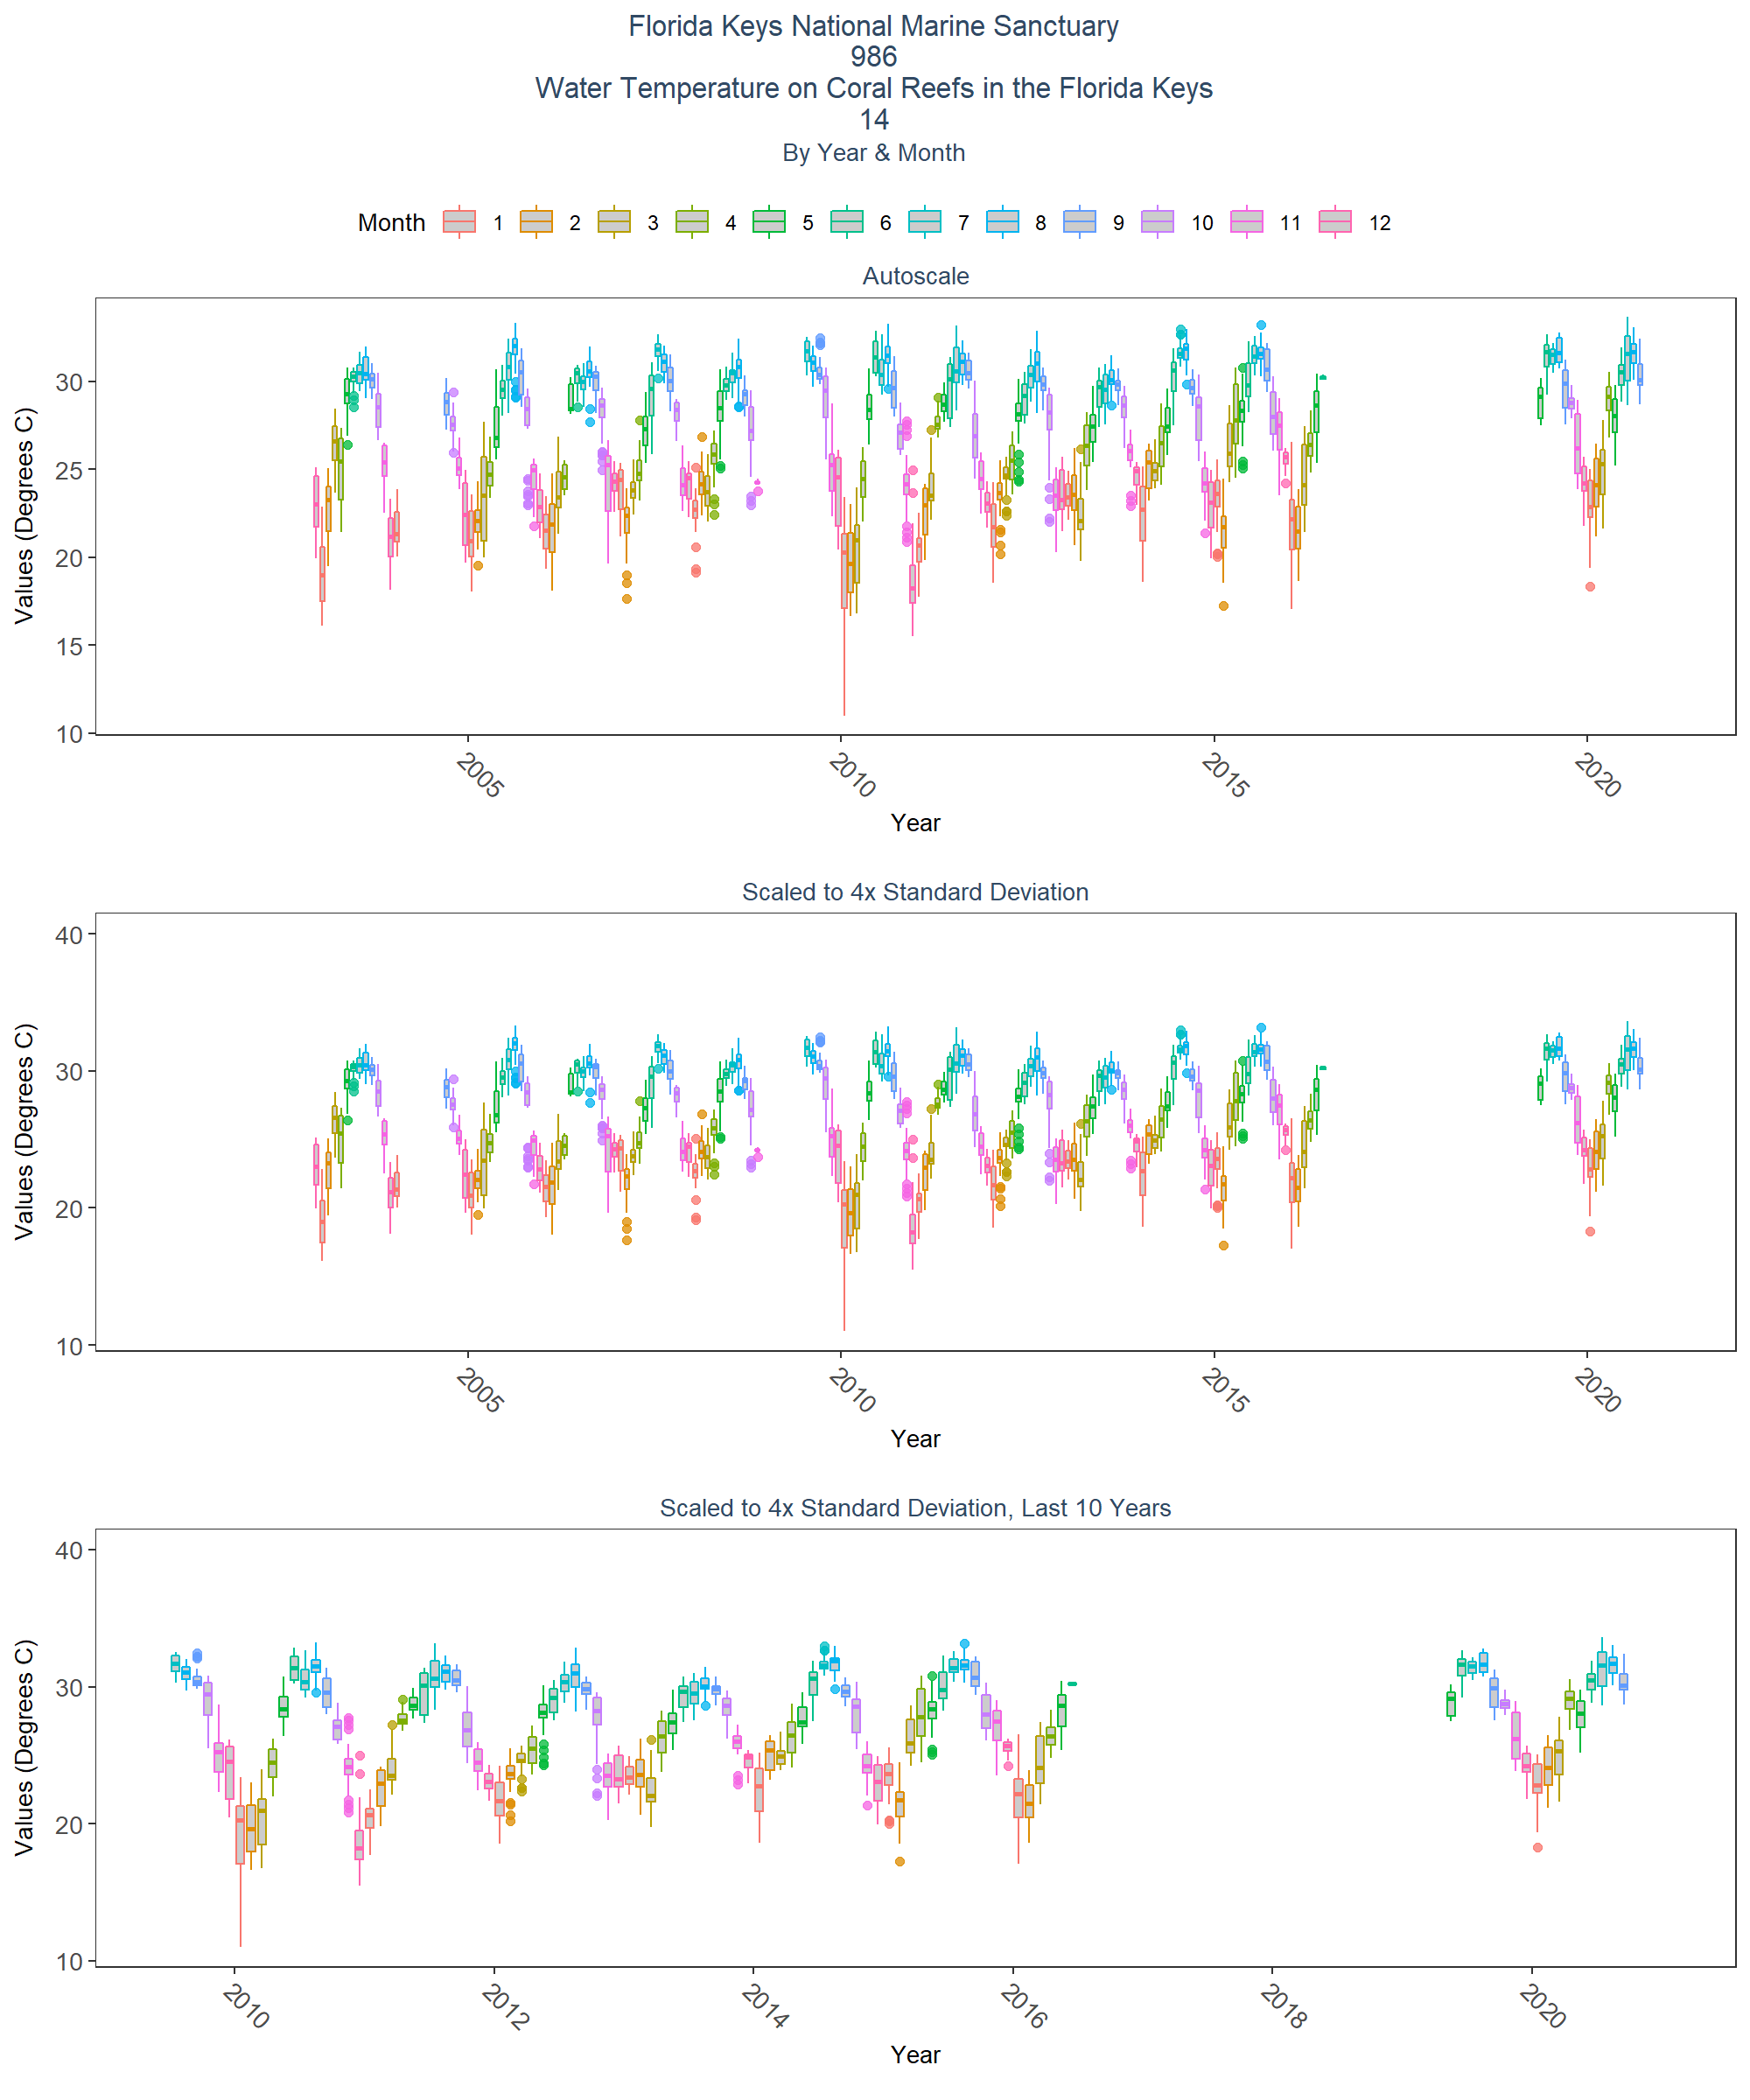 Florida Keys National Marine Sanctuary
986
Water Temperature on Coral Reefs in the Florida Keys
14
By Year & Month
Month 1 2 3 4 5 6 7 8 9 10 11 12
Autoscale
Values (Degrees C)
30
25
20
15
10
2005 2010 2015 2020
Year
Scaled to 4x Standard Deviation
Values (Degrees C)
40
30
20
10
2005 2010 2015 2020
Year
Scaled to 4x Standard Deviation, Last 10 Years
Values (Degrees C)
40
30
20
10
2010 2012 2014 2016 2018 2020
Year